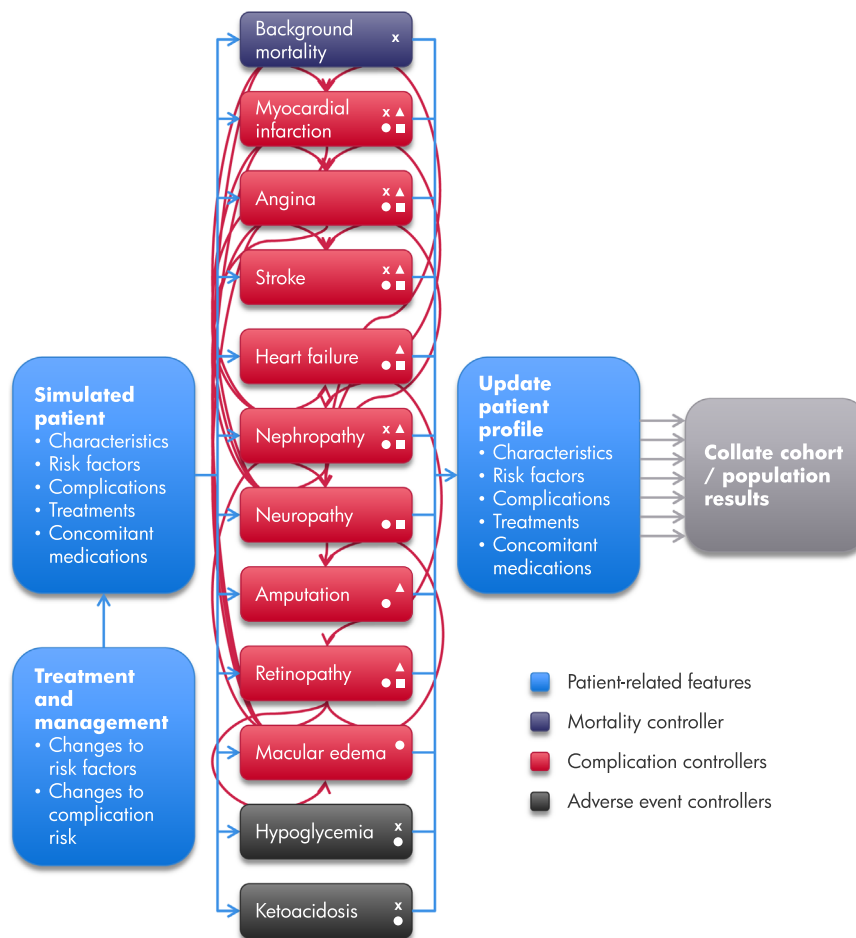 Background
mortality
x
Myocardial
infarction
x ▲
● ■
Angina
x ▲
● ■
Stroke
x ▲
● ■
Heart failure
▲
● ■
Nephropathy
x ▲
● ■
Neuropathy
● ■
Amputation
▲
●
Retinopathy
▲
● ■
Macular edema
●
Hypoglycemia
x
●
Ketoacidosis
x
●
Simulated
patient
• Characteristics
• Risk factors
• Complications
• Treatments
• Concomitant
medications
Treatment
and
management
• Changes to
risk factors
• Changes to
complication
risk
Update
patient
profile
• Characteristics
• Risk factors
• Complications
• Treatments
• Concomitant
medications
Collate cohort
/ population
results
Patient-related features
Mortality controller
Complication controllers
Adverse event controllers